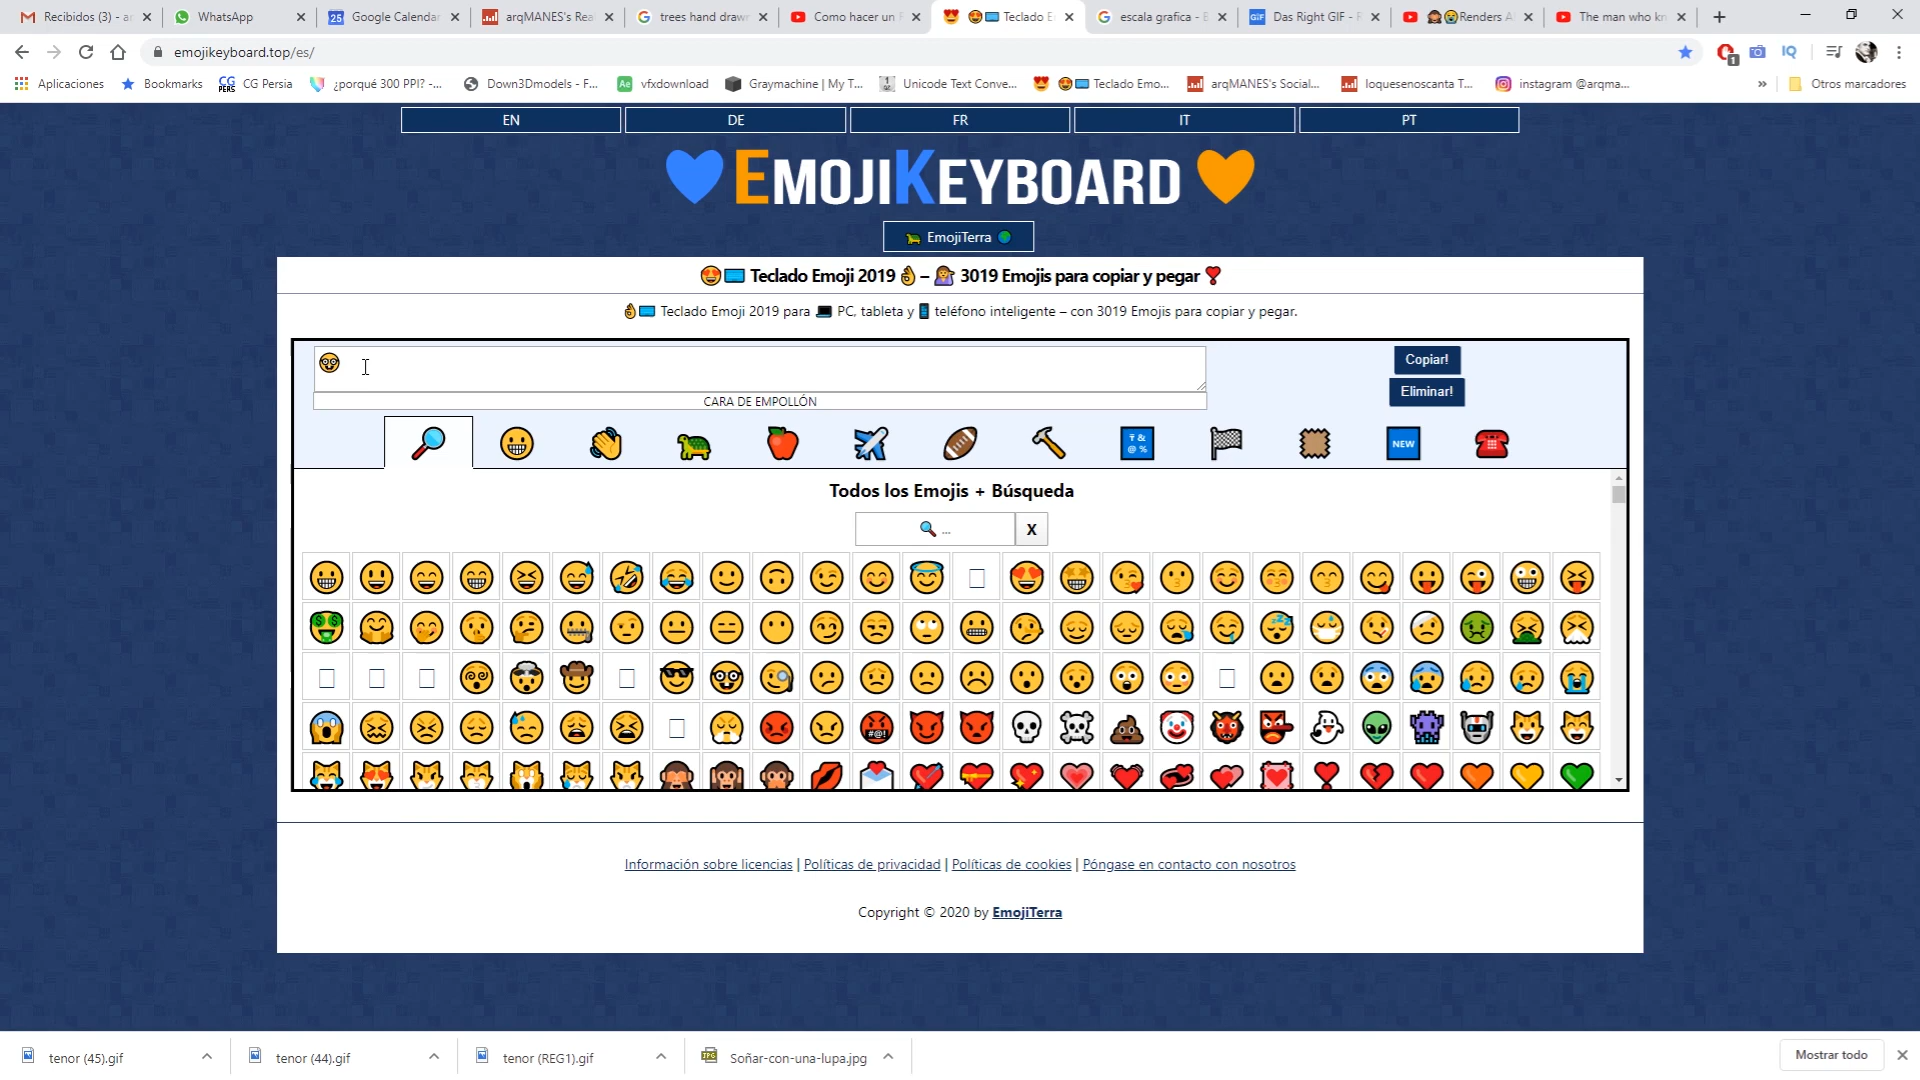 Recibidos (3) - a
WhatsApp
Google Calendar
arqMANES's Rea
trees hand drawn
Como hacer un F
Teclado E
escala grafica - B
Das Right GIF - F
Renders A
The man who kn
emojikeyboard.top/es/
Aplicaciones
Bookmarks
CG Persia
¿porqué 300 PPI? -...
Down3Dmodels - F...
vfxdownload
Graymachine | My T...
Unicode Text Conve...
Teclado Emo...
arqMANES's Social...
loquesenoscanta T...
instagram @arqma...
» Otros marcadores
EN
DE
FR
IT
PT
EMOJIKEYBOARD
EmojiTerra
Teclado Emoji 2019 👌 – 3019 Emojis para copiar y pegar
Teclado Emoji 2019 para PC, tableta y teléfono inteligente – con 3019 Emojis para copiar y pegar.
Copiar!
Eliminar!
CARA DE EMPOLLÓN
NEW
Todos los Emojis + Búsqueda
🔍 ...
X
Información sobre licencias | Políticas de privacidad | Políticas de cookies | Póngase en contacto con nosotros
Copyright © 2020 by EmojiTerra
tenor (45).gif
tenor (44).gif
tenor (REG1).gif
Soñar-con-una-lupa.jpg
Mostrar todo